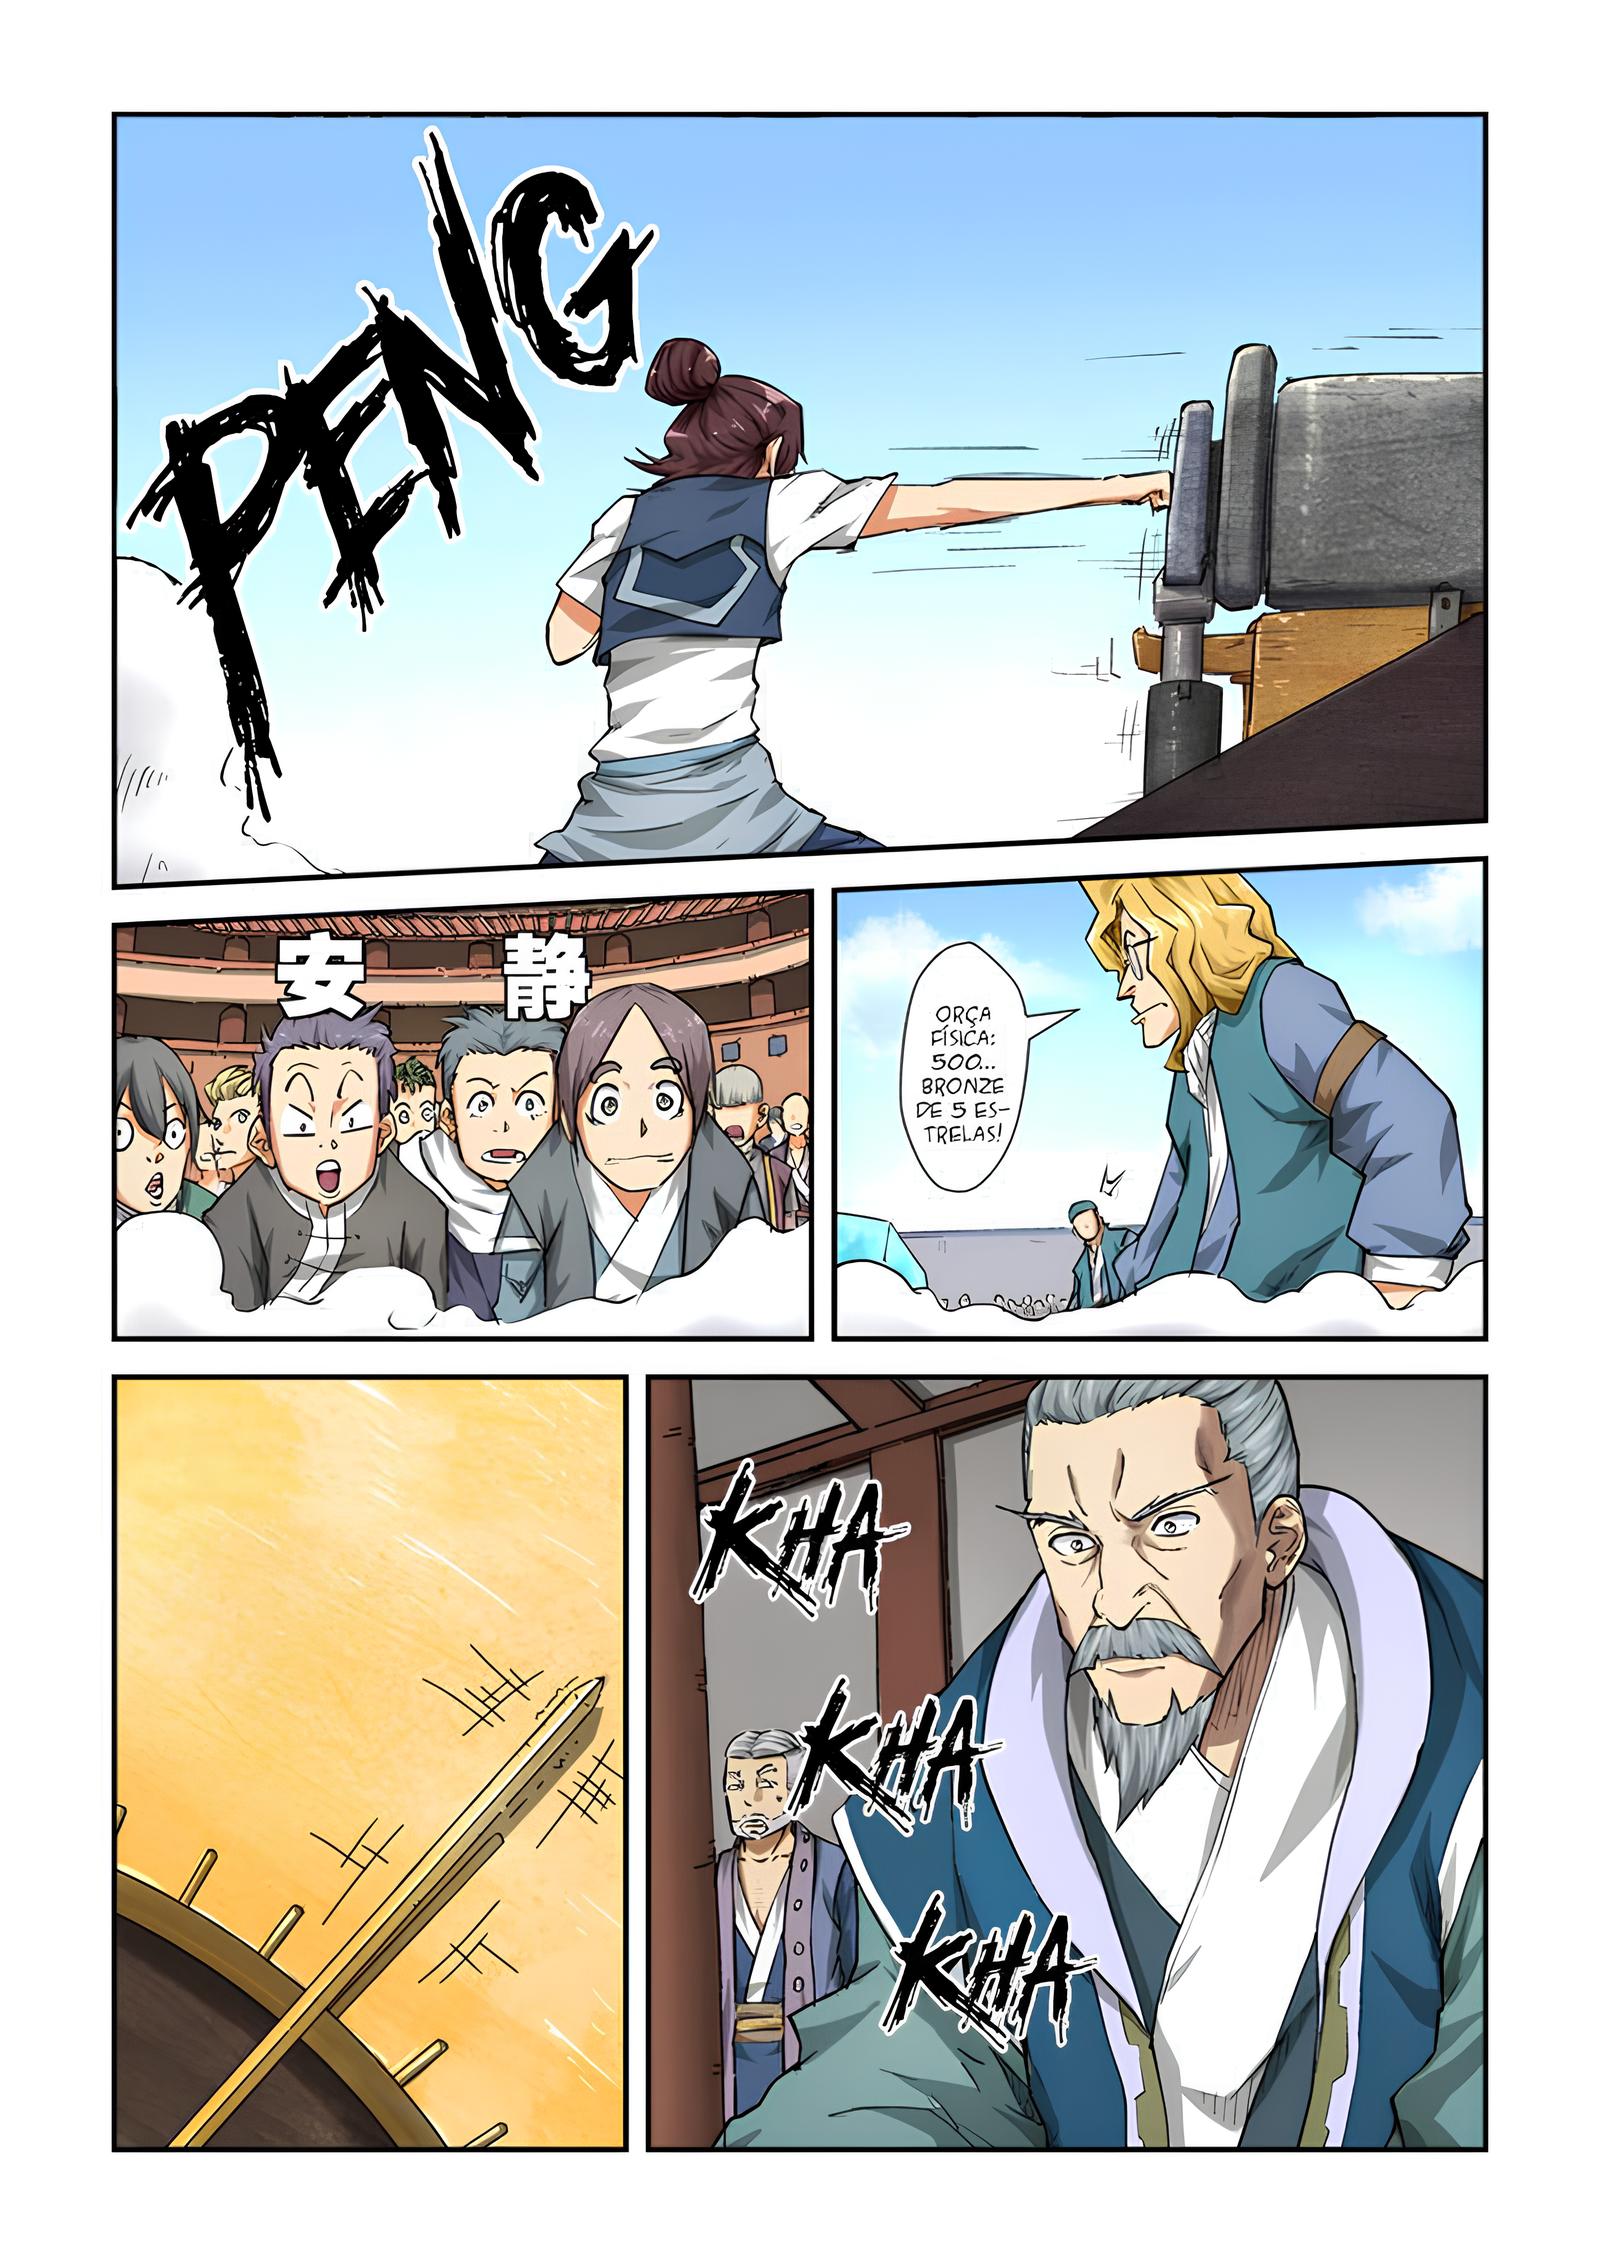 PENG
安 静
ORÇA
FÍSICA:
500...
BRONZE
DE 5 ES-
TRELAS!
KHA
KHA
KHA